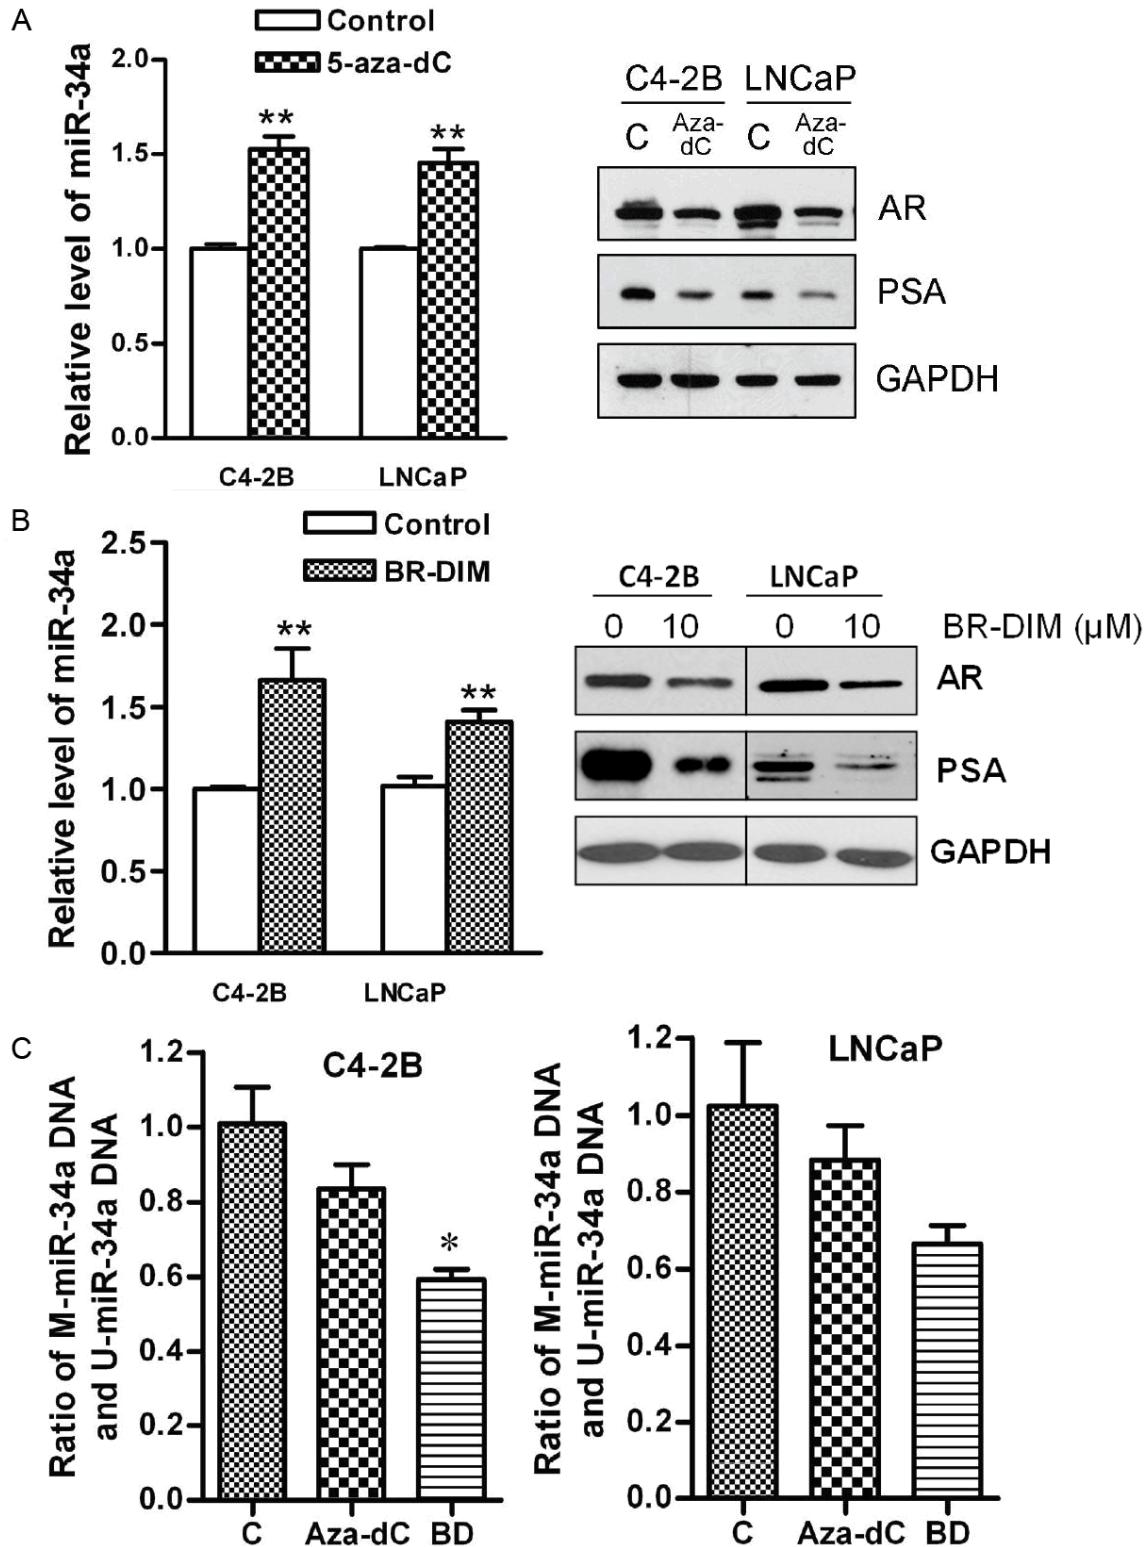 A
Control
5-aza-dC
Relative level of miR-34a
2.0
1.5
1.0
0.5
0.0
**
**
C4-2B
LNCaP
C4-2B LNCaP
C Aza-dC C Aza-dC
AR
PSA
GAPDH
B
Control
BR-DIM
Relative level of miR-34a
2.5
2.0
1.5
1.0
0.5
0.0
**
**
C4-2B
LNCaP
C4-2B LNCaP
0 10 0 10 BR-DIM (µM)
AR
PSA
GAPDH
C
C4-2B
Ratio of M-miR-34a DNA
and U-miR-34a DNA
1.2
1.0
0.8
0.6
0.4
0.2
0.0
*
C Aza-dC BD
LNCaP
Ratio of M-miR-34a DNA
and U-miR-34a DNA
1.2
1.0
0.8
0.6
0.4
0.2
0.0
C Aza-dC BD